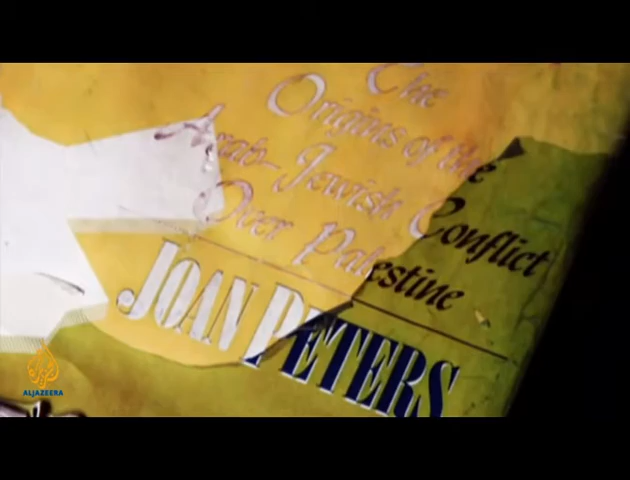 The
Origins of the
Arab-Jewish Conflict
Over Palestine
JOAN PETERS
ALJAZEERA